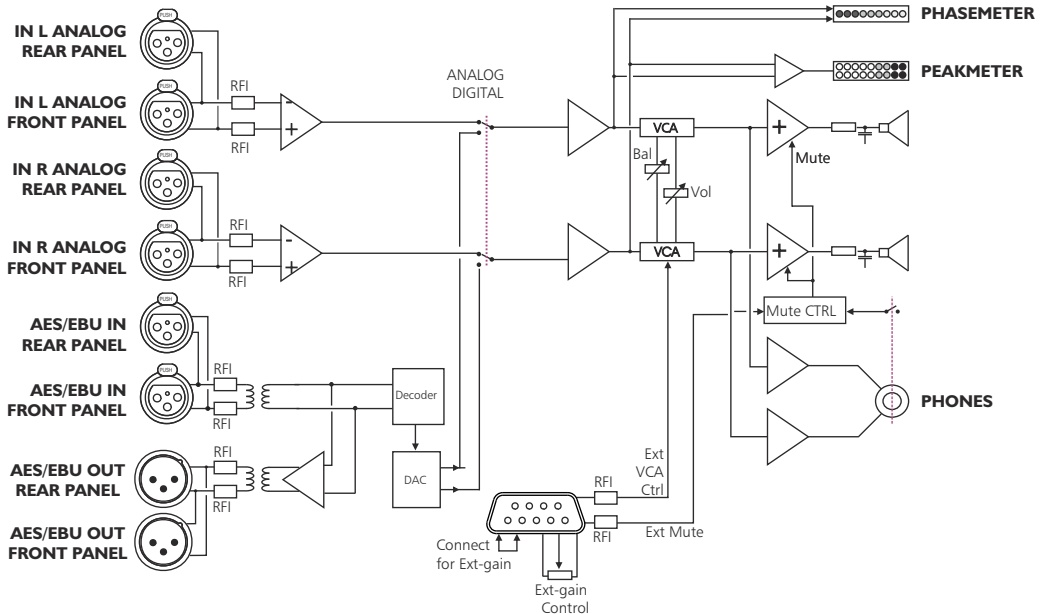 IN L ANALOG
REAR PANEL
PUSH
IN L ANALOG
FRONT PANEL
PUSH
RFI
RFI
-
+
IN R ANALOG
REAR PANEL
PUSH
IN R ANALOG
FRONT PANEL
PUSH
RFI
RFI
-
+
AES/EBU IN
REAR PANEL
PUSH
AES/EBU IN
FRONT PANEL
PUSH
RFI
RFI
AES/EBU OUT
REAR PANEL
RFI
RFI
AES/EBU OUT
FRONT PANEL
ANALOG
DIGITAL
Decoder
DAC
VCA
Bal
Vol
VCA
PHASEMETER
PEAKMETER
+
Mute
+
Mute CTRL
PHONES
Ext
VCA
Ctrl
RFI
RFI
Ext Mute
Connect
for Ext-gain
Ext-gain
Control